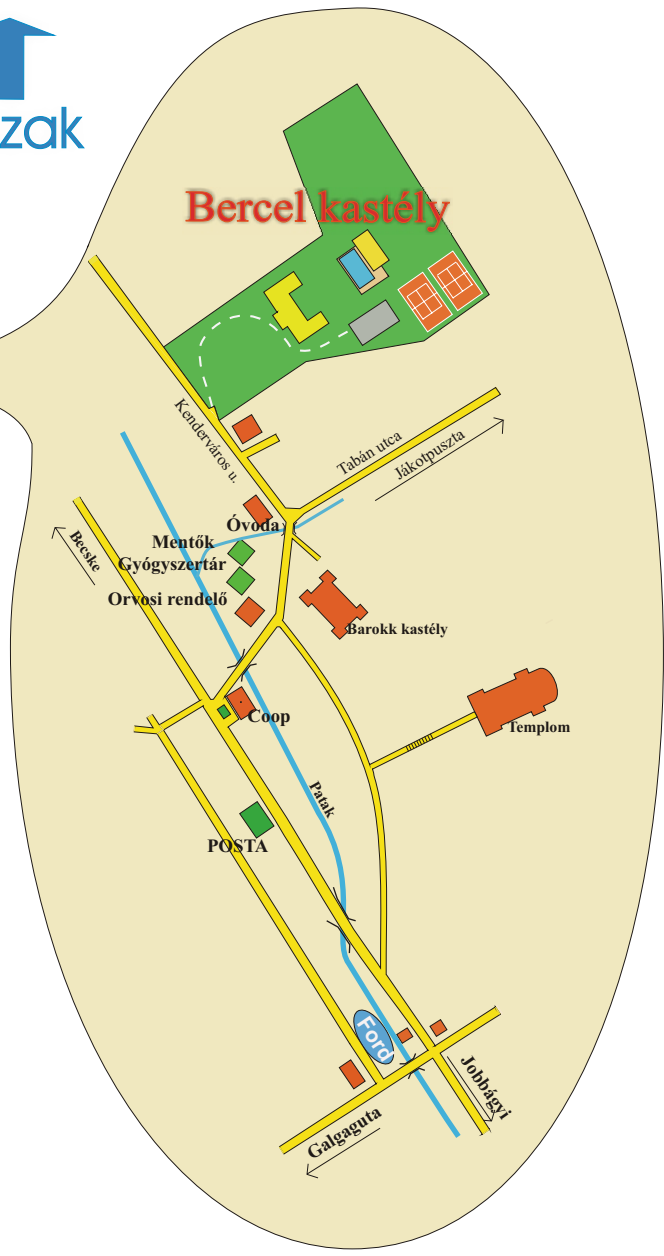 zak
Bercel kastély
Kenderváros u.
Tabán utca
Jákotpuszta
Óvoda
Mentők
Gyógyszertár
Becske
Orvosi rendelő
Barokk kastély
Coop
Templom
Patak
POSTA
Ford
Jobbágyi
Galgaguta